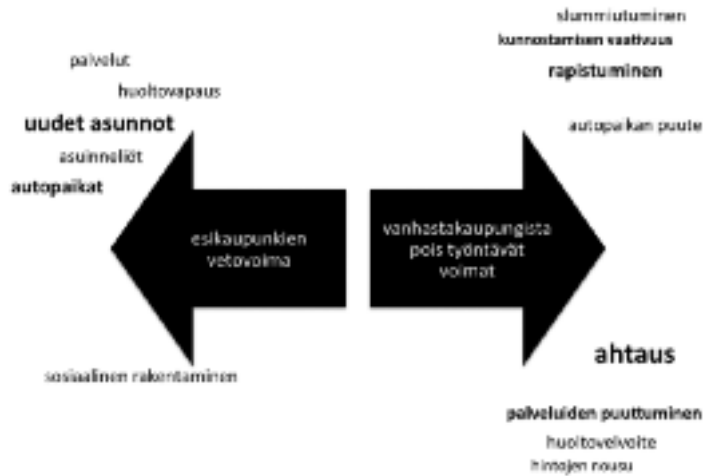 palvelut
huoltovapaus
uudet asunnot
asuinneliöt
autopaikat
esikaupunkien
vetovoima
sosiaalinen rakentaminen
slummiutuminen
kunnostamisen vaativuus
rapistuminen
autopaikan puute
vanhastakaupungista
pois työntävät
voimat
ahtaus
palveluiden puuttuminen
huoltovelvoite
hintojen nousu